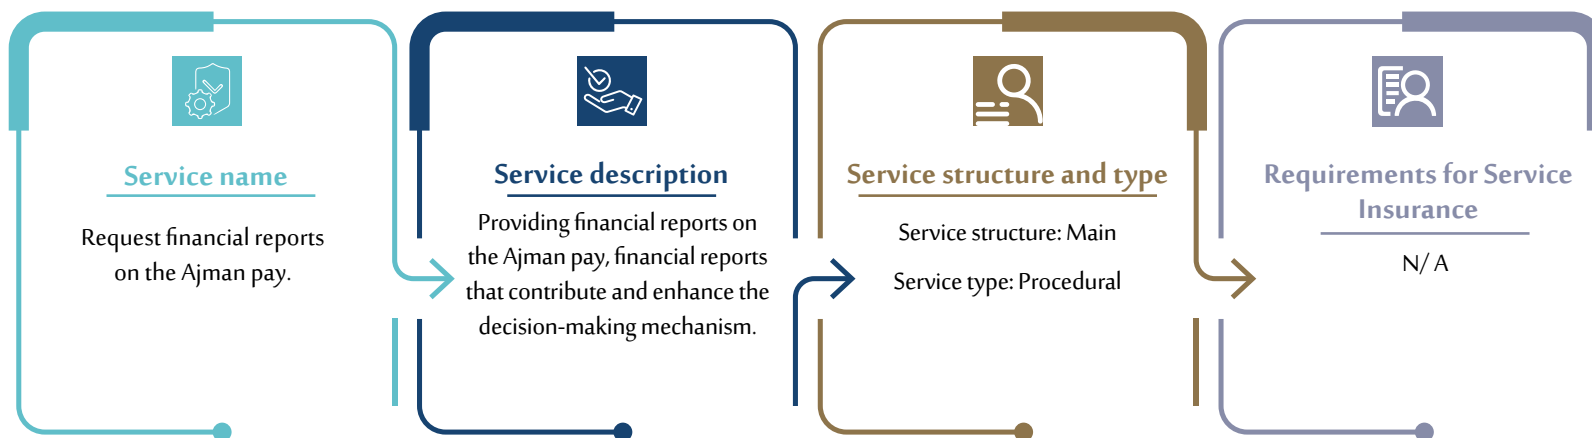 Service name
Request financial reports
on the Ajman pay.
Service description
Providing financial reports on
the Ajman pay, financial reports
that contribute and enhance the
decision-making mechanism.
Service structure and type
Service structure: Main
Service type: Procedural
Requirements for Service
Insurance
N/ A